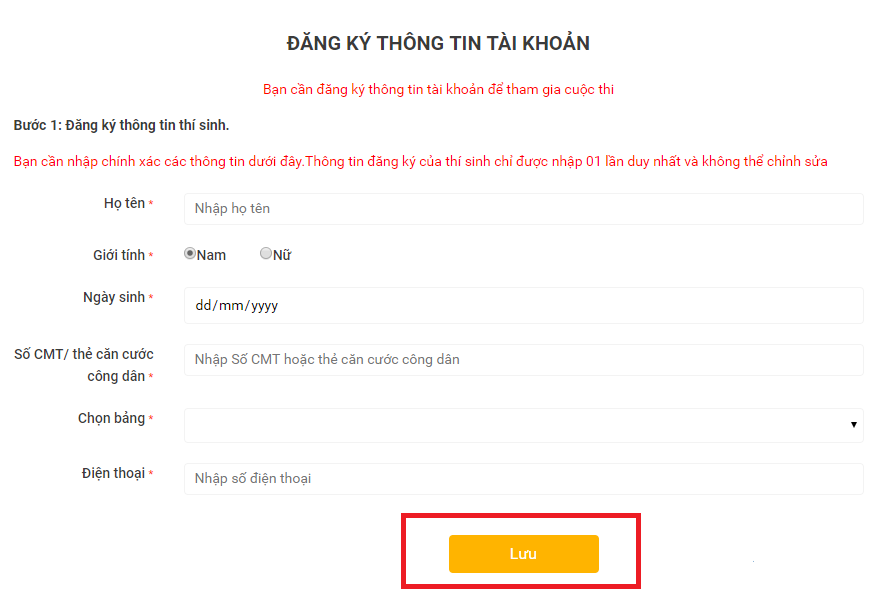 ĐĂNG KÝ THÔNG TIN TÀI KHOẢN
Bạn cần đăng ký thông tin tài khoản để tham gia cuộc thi
Bước 1: Đăng ký thông tin thí sinh.
Bạn cần nhập chính xác các thông tin dưới đây.Thông tin đăng ký của thí sinh chỉ được nhập 01 lần duy nhất và không thể chỉnh sửa
Họ tên * Nhập họ tên
Giới tính * Nam Nữ
Ngày sinh * dd/mm/yyyy
Số CMT/ thẻ căn cước
công dân * Nhập Số CMT hoặc thẻ căn cước công dân
Chọn bảng *
Điện thoại * Nhập số điện thoại
Lưu